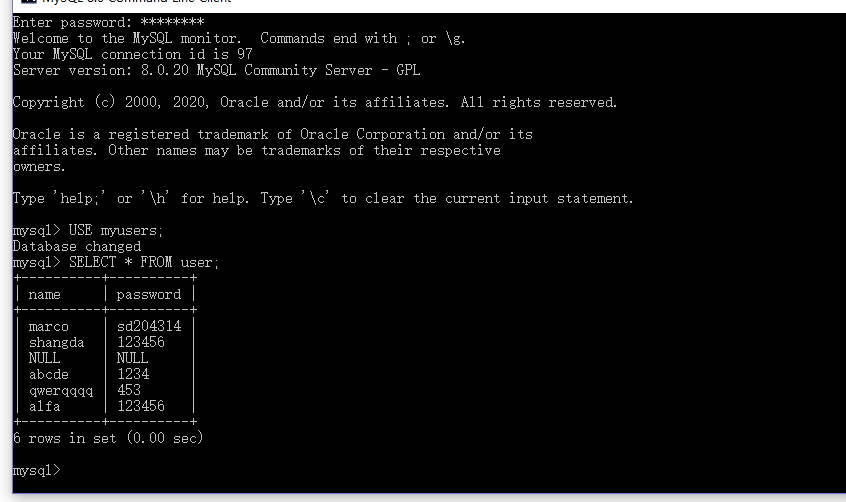 Enter password: ********
Welcome to the MySQL monitor.  Commands end with ; or \g.
Your MySQL connection id is 97
Server version: 8.0.20 MySQL Community Server - GPL
Copyright (c) 2000, 2020, Oracle and/or its affiliates. All rights reserved.
Oracle is a registered trademark of Oracle Corporation and/or its
affiliates. Other names may be trademarks of their respective
owners.
Type 'help;' or '\h' for help. Type '\c' to clear the current input statement.
mysql> USE myusers;
Database changed
mysql> SELECT * FROM user;
+----------+----------+
| name     | password |
+----------+----------+
| marco    | sd204314 |
| shangda  | 123456   |
| NULL     | NULL     |
| abcde    | 1234     |
| qwerqqqq | 453      |
| alfa     | 123456   |
+----------+----------+
6 rows in set (0.00 sec)
mysql>